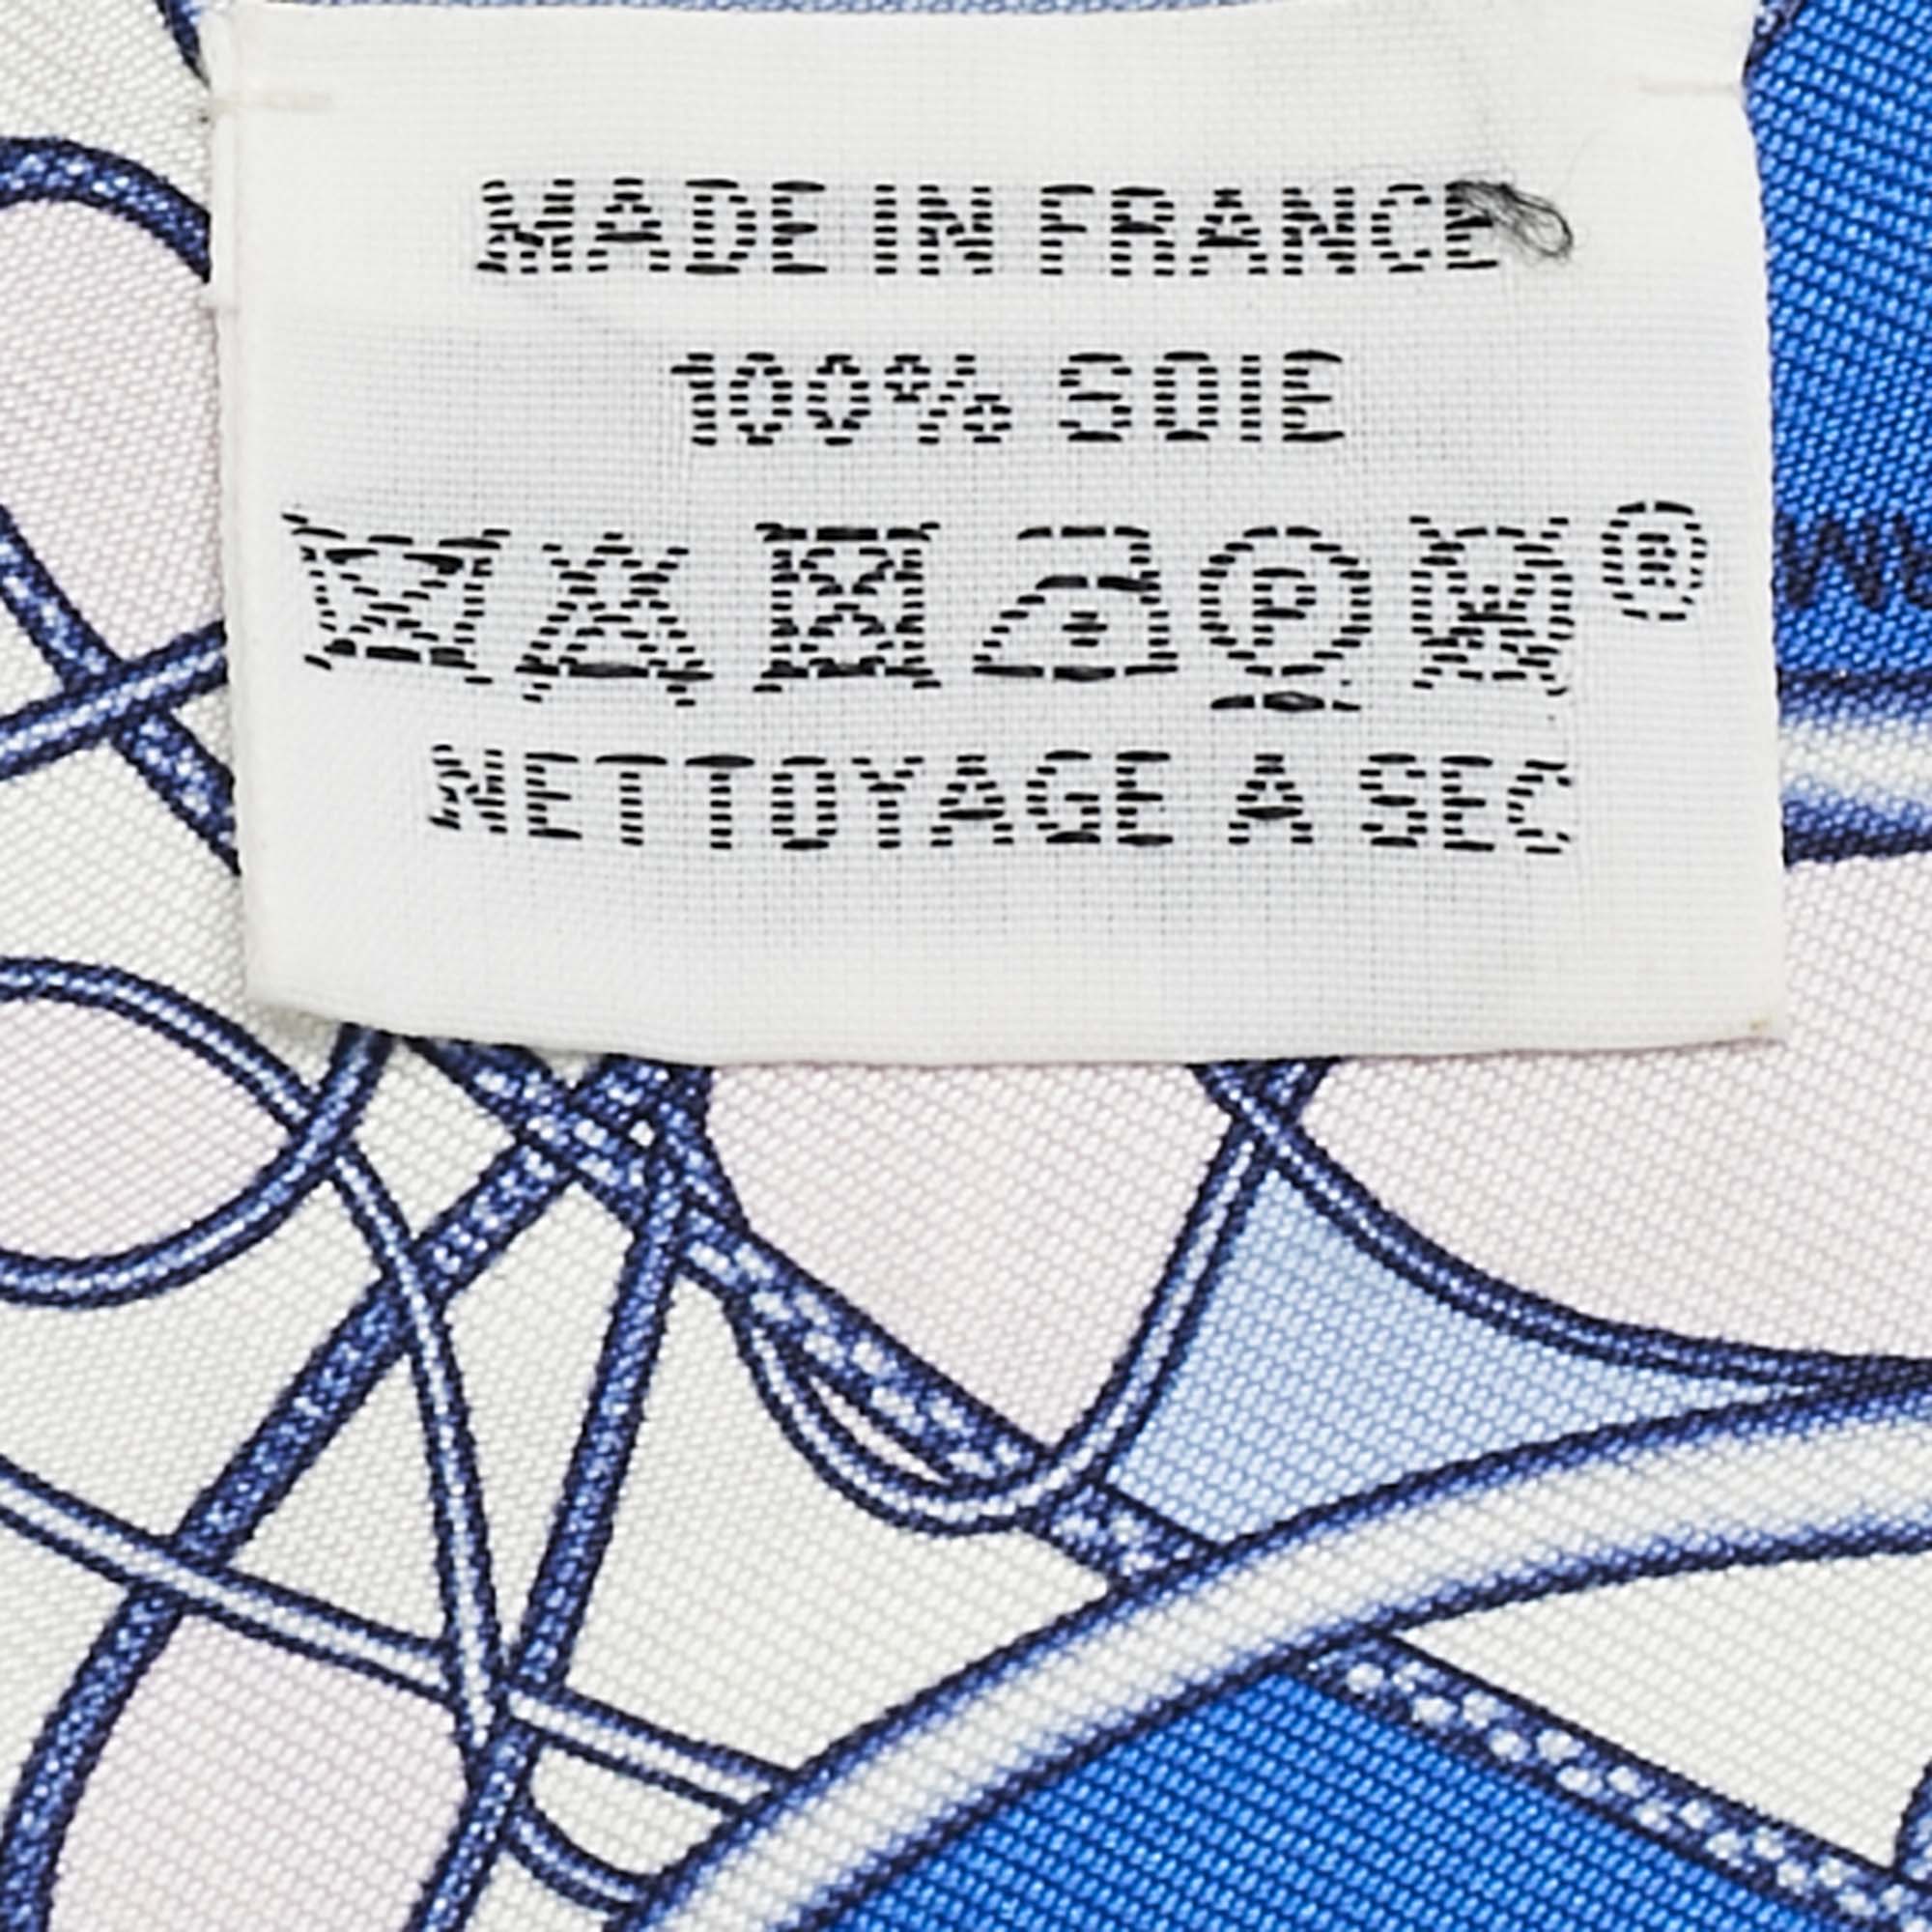 MADE IN FRANCE
100% SOIE
P ®
NETTOYAGE A SEC